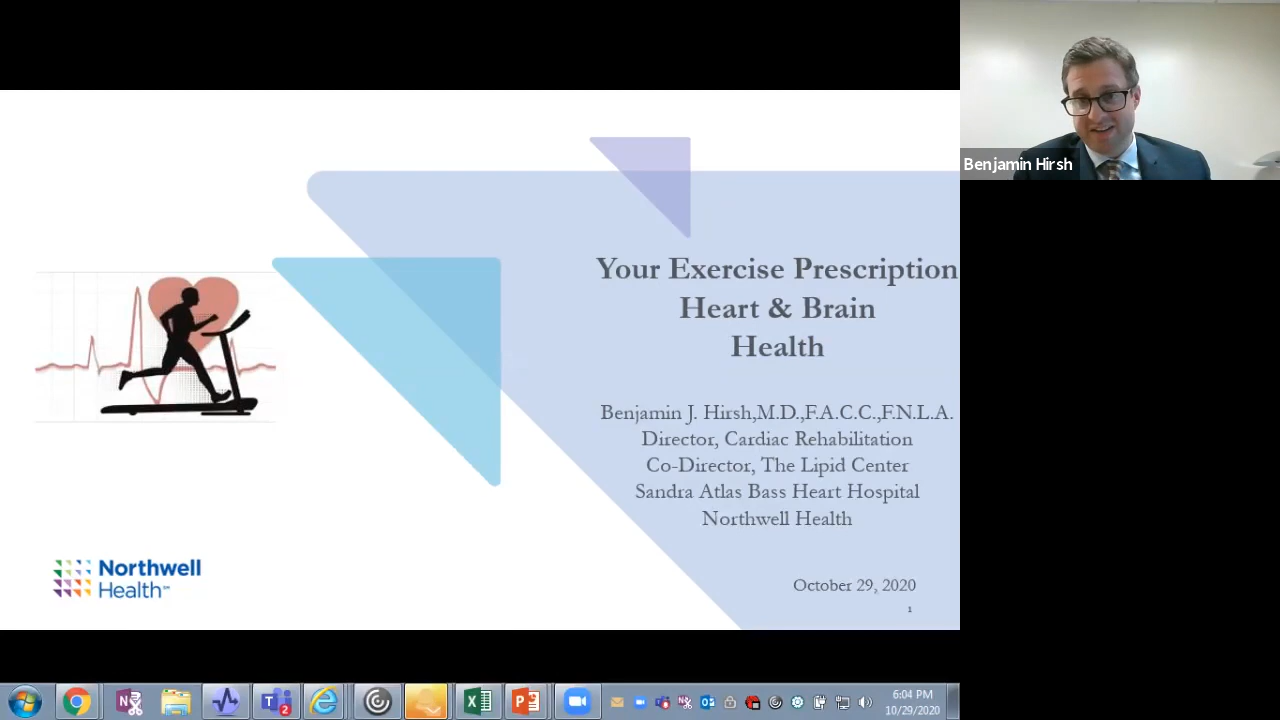 Benjamin Hirsh
Your Exercise Prescription
Heart & Brain
Health
Benjamin J. Hirsh,M.D.,F.A.C.C.,F.N.L.A.
Director, Cardiac Rehabilitation
Co-Director, The Lipid Center
Sandra Atlas Bass Heart Hospital
Northwell Health
Northwell
Health
October 29, 2020
1
2
6:04 PM
10/29/2020